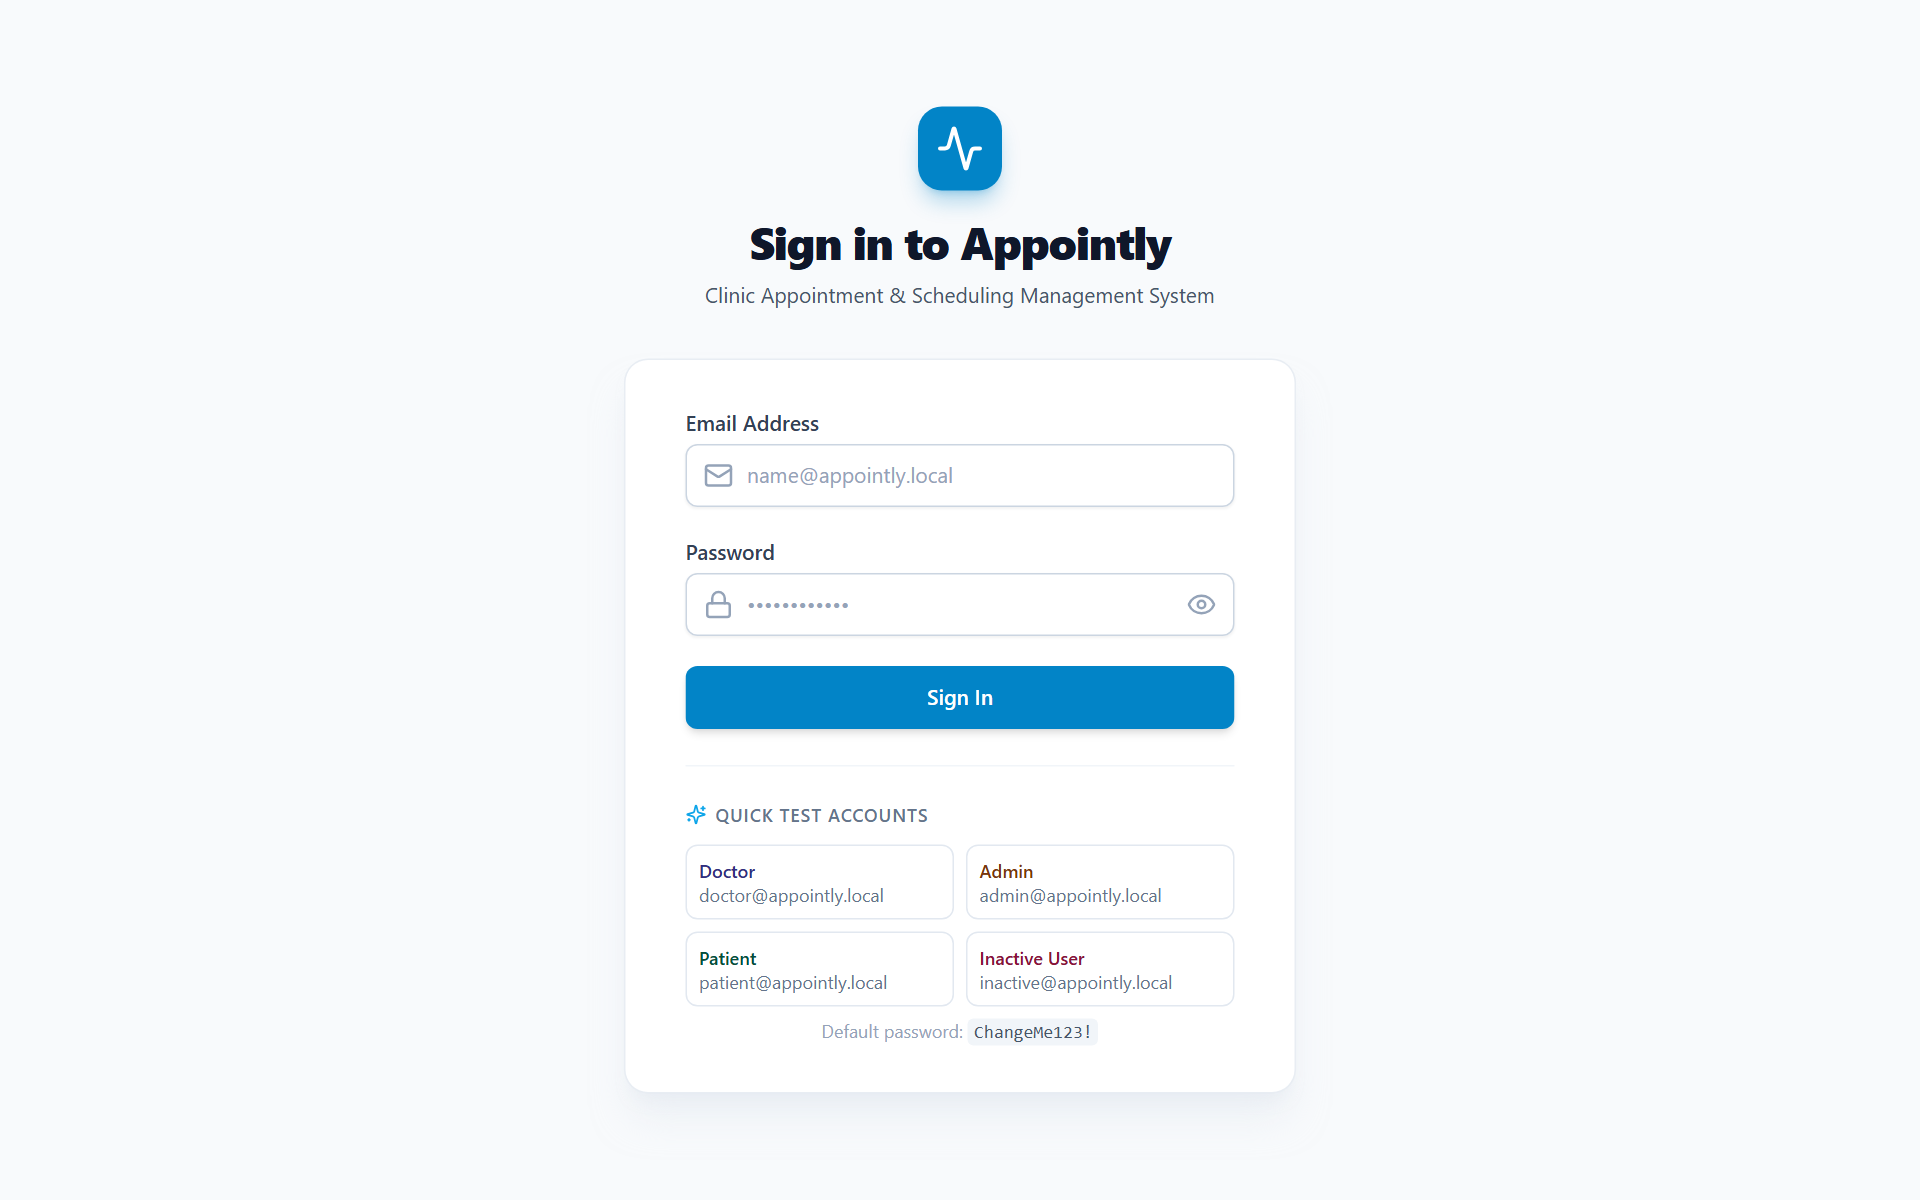 Sign in to Appointly
Clinic Appointment & Scheduling Management System
Email Address
name@appointly.local
Password
••••••••••••
Sign In
QUICK TEST ACCOUNTS
Doctor
doctor@appointly.local
Admin
admin@appointly.local
Patient
patient@appointly.local
Inactive User
inactive@appointly.local
Default password: ChangeMe123!